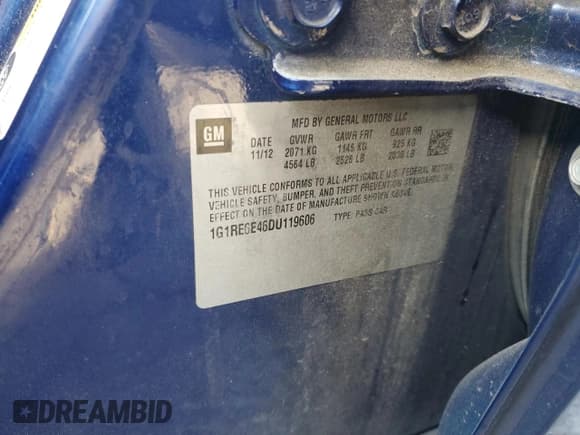 GM
MFD BY GENERAL MOTORS LLC
DATE GVWR GAWR FRT GAWR RR
11/12 2071 KG 1146 KG 925 KG
4564 LB 2528 LB 2036 LB
THIS VEHICLE CONFORMS TO ALL APPLICABLE U.S. FEDERAL MOTOR
VEHICLE SAFETY, BUMPER, AND THEFT PREVENTION STANDARDS IN
EFFECT ON THE DATE OF MANUFACTURE SHOWN ABOVE.
1G1RE6E46DU119606 TYPE: PASS CAR
DREAMBID